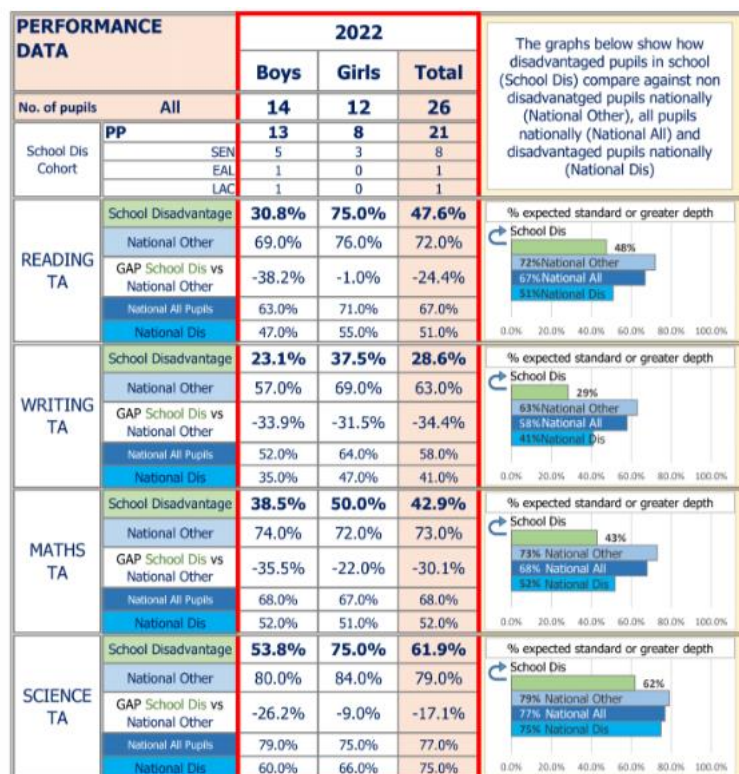 PERFORMANCE
DATA
2022
Boys Girls Total
No. of pupils All 14 12 26
School Dis
Cohort
PP 13 8 21
SEN 5 3 8
EAL 1 0 1
LAC 1 0 1
The graphs below show how
disadvantaged pupils in school
(School Dis) compare against non
disadvanatged pupils nationally
(National Other), all pupils
nationally (National All) and
disadvantaged pupils nationally
(National Dis)
READING
TA
School Disadvantage 30.8% 75.0% 47.6%
National Other 69.0% 76.0% 72.0%
GAP School Dis vs
National Other
-38.2% -1.0% -24.4%
National All Pupils 63.0% 71.0% 67.0%
National Dis 47.0% 55.0% 51.0%
% expected standard or greater depth
School Dis
48%
72%National Other
67%National All
51%National Dis
0.0% 20.0% 40.0% 60.0% 80.0% 100.0%
WRITING
TA
School Disadvantage 23.1% 37.5% 28.6%
National Other 57.0% 69.0% 63.0%
GAP School Dis vs
National Other
-33.9% -31.5% -34.4%
National All Pupils 52.0% 64.0% 58.0%
National Dis 35.0% 47.0% 41.0%
% expected standard or greater depth
School Dis
29%
63%National Other
58%National All
41%National Dis
0.0% 20.0% 40.0% 60.0% 80.0% 100.0%
MATHS
TA
School Disadvantage 38.5% 50.0% 42.9%
National Other 74.0% 72.0% 73.0%
GAP School Dis vs
National Other
-35.5% -22.0% -30.1%
National All Pupils 68.0% 67.0% 68.0%
National Dis 52.0% 51.0% 52.0%
% expected standard or greater depth
School Dis
43%
73% National Other
68% National All
52% National Dis
0.0% 20.0% 40.0% 60.0% 80.0% 100.0%
SCIENCE
TA
School Disadvantage 53.8% 75.0% 61.9%
National Other 80.0% 84.0% 79.0%
GAP School Dis vs
National Other
-26.2% -9.0% -17.1%
National All Pupils 79.0% 75.0% 77.0%
National Dis 60.0% 66.0% 75.0%
% expected standard or greater depth
School Dis
62%
79% National Other
77% National All
75% National Dis
0.0% 20.0% 40.0% 60.0% 80.0% 100.0%